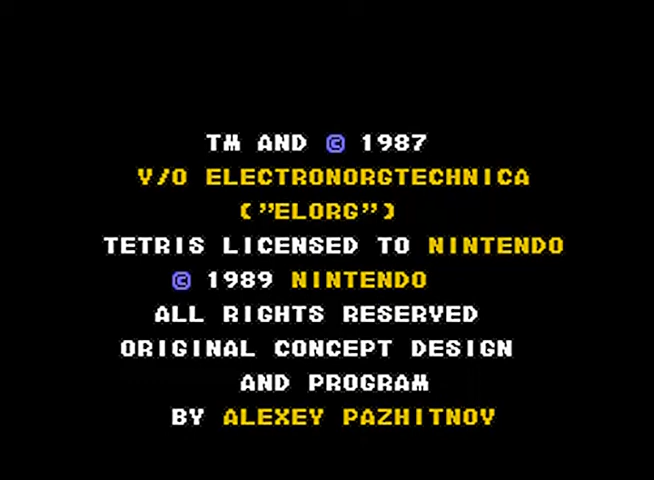 TM AND © 1987
V/O ELECTRONORGTECHNICA
("ELORG")
TETRIS LICENSED TO NINTENDO
© 1989 NINTENDO
ALL RIGHTS RESERVED
ORIGINAL CONCEPT DESIGN
AND PROGRAM
BY ALEXEY PAZHITNOV